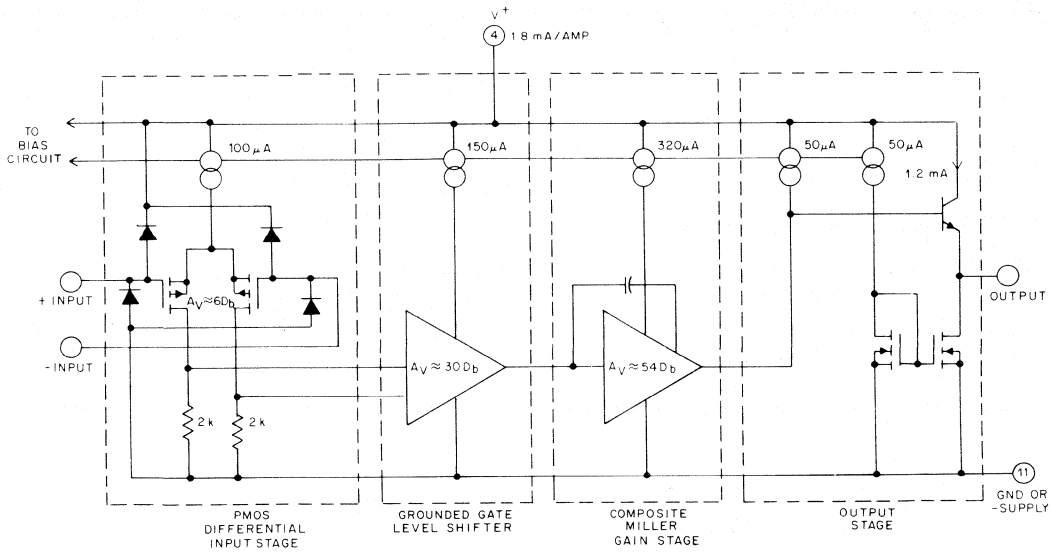 V+
4
1.8 mA/AMP
TO
BIAS
CIRCUIT
100μA
150μA
320μA
50μA
50μA
1.2 mA
+ INPUT
Av≈6Db
-INPUT
OUTPUT
Av≈30Db
Av≈54Db
2k
2k
11
GND OR
-SUPPLY
PMOS
DIFFERENTIAL
INPUT STAGE
GROUNDED GATE
LEVEL SHIFTER
COMPOSITE
MILLER
GAIN STAGE
OUTPUT
STAGE